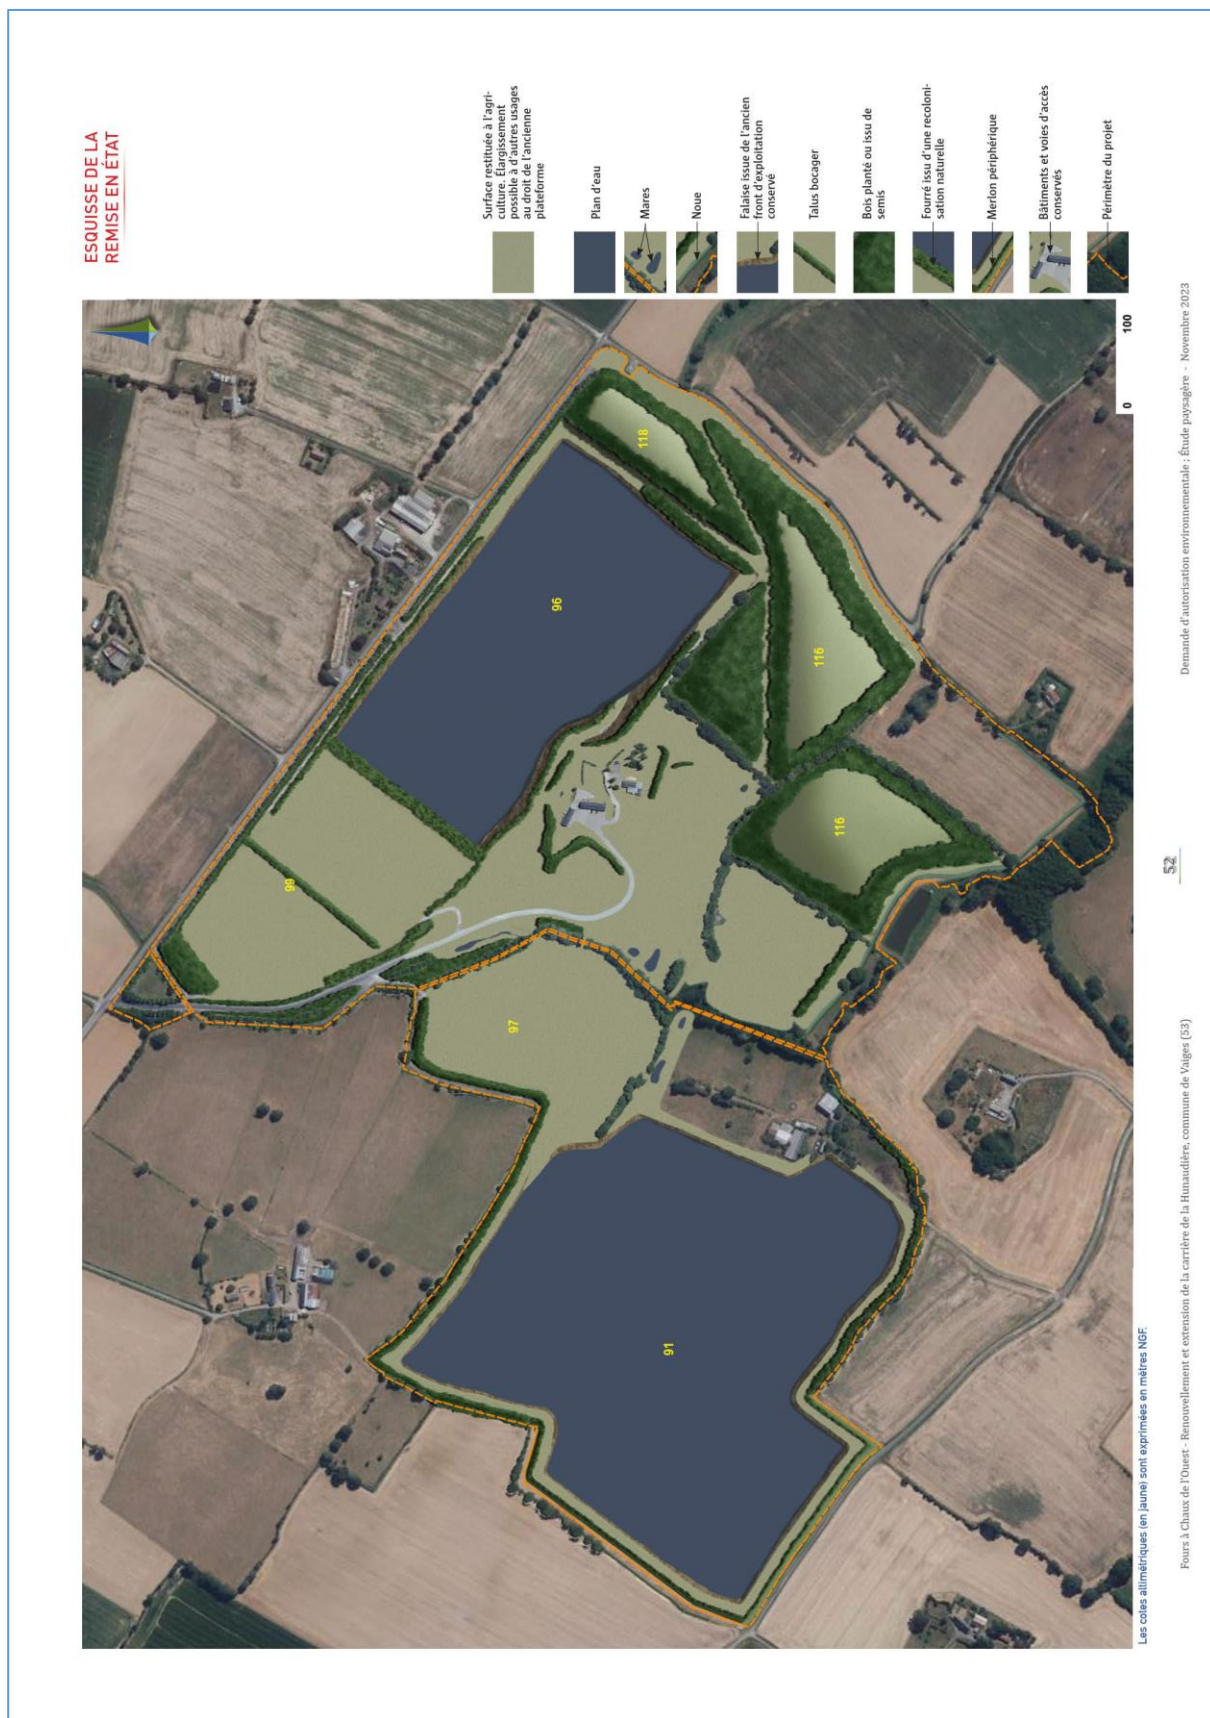 ESQUISSE DE LA
REMISE EN ÉTAT
Surface restituée à l'agri-
culture. Élargissement
possible à d'autres usages
au droit de l'ancienne
plateforme
Plan d'eau
Mares
Noue
Falaise issue de l'ancien
front d'exploitation
conservé
Talus bocager
Bois planté ou issu de
semis
Fourré issu d'une recoloni-
sation naturelle
Merlon périphérique
Bâtiments et voies d'accès
conservés
Périmètre du projet
99
96
118
97
116
116
91
0 100
Les cotes altimétriques (en jaune) sont exprimées en mètres NGF.
Fours à Chaux de l'Ouest - Renouvellement et extension de la carrière de la Hunaudière, commune de Vaiges (53)
52
Demande d'autorisation environnementale ; Étude paysagère - Novembre 2023